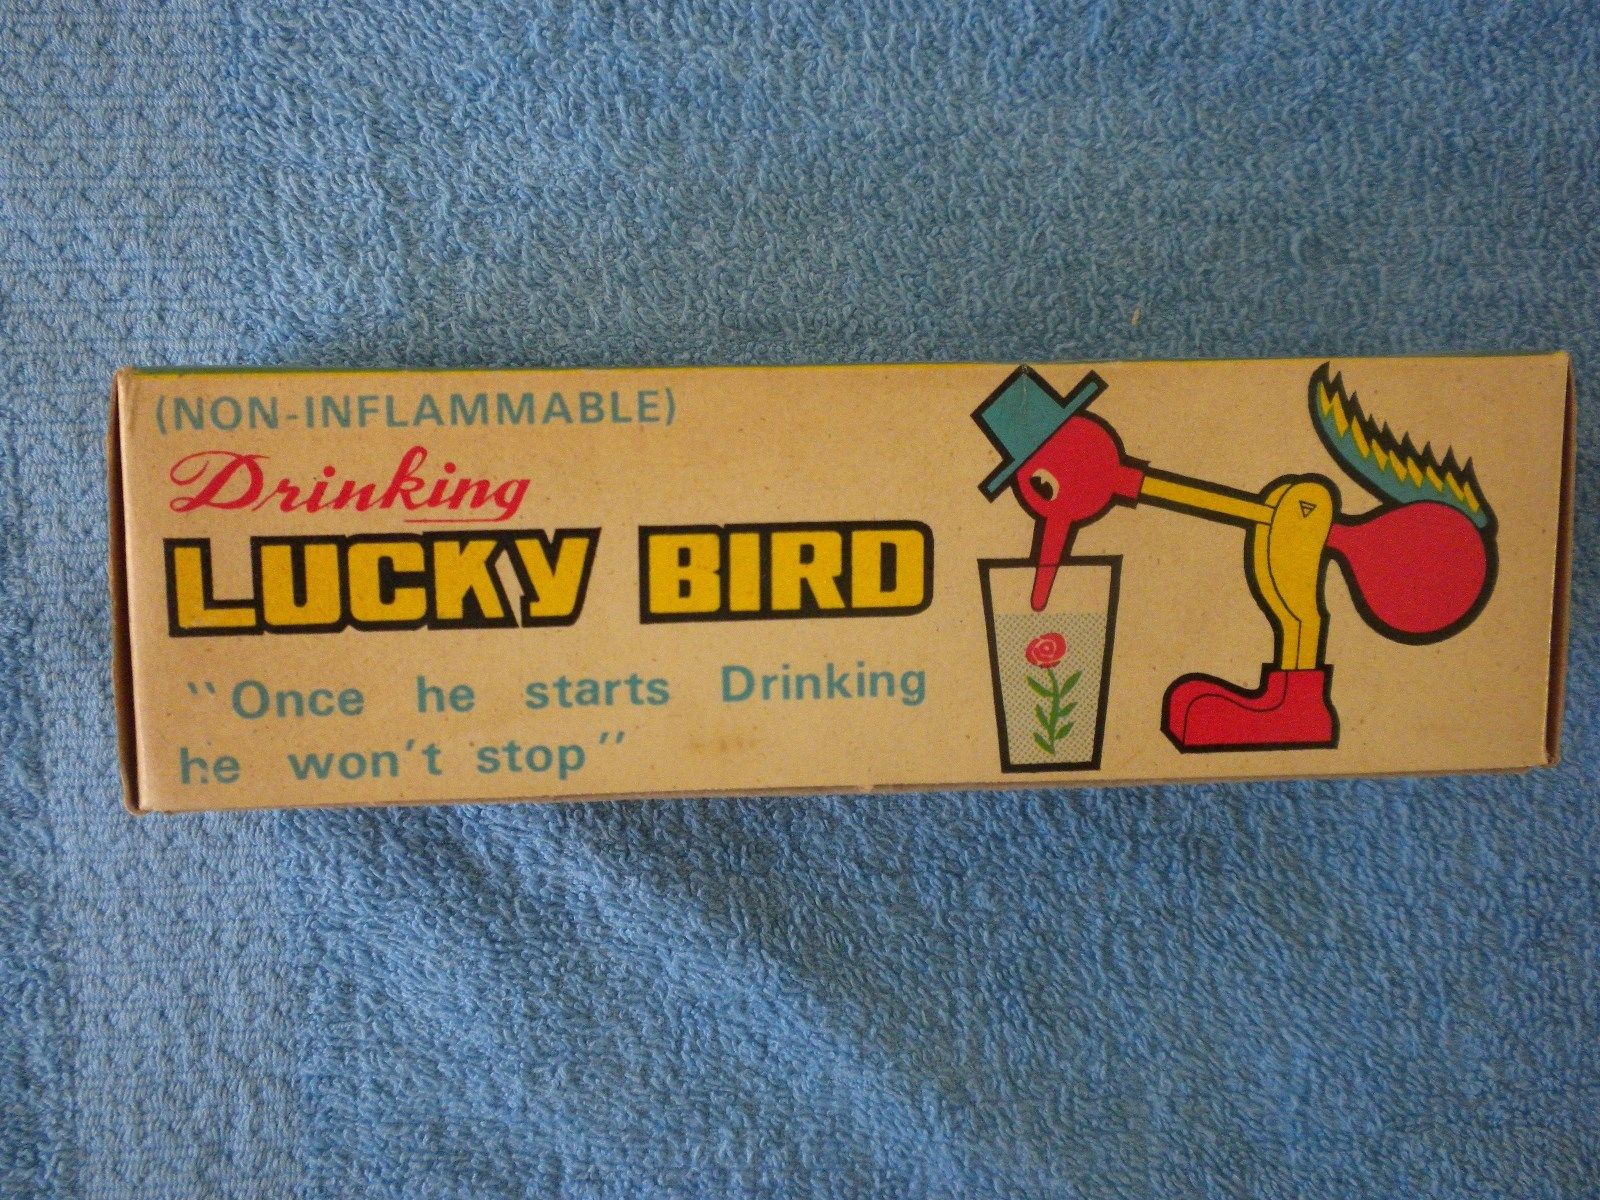 (NON-INFLAMMABLE)
Drinking
LUCKY BIRD
"Once he starts Drinking
he won't stop"